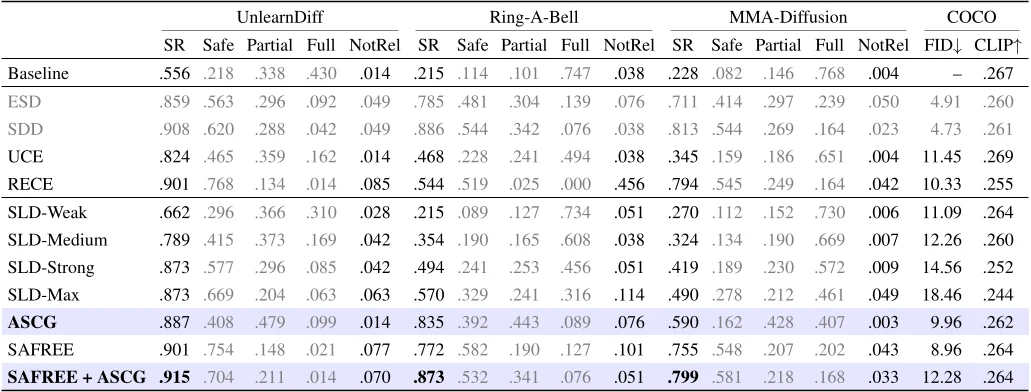 UnlearnDiff Ring-A-Bell MMA-Diffusion COCO
SR Safe Partial Full NotRel SR Safe Partial Full NotRel SR Safe Partial Full NotRel FID↓ CLIP↑
Baseline .556 .218 .338 .430 .014 .215 .114 .101 .747 .038 .228 .082 .146 .768 .004 – .267
ESD .859 .563 .296 .092 .049 .785 .481 .304 .139 .076 .711 .414 .297 .239 .050 4.91 .260
SDD .908 .620 .288 .042 .049 .886 .544 .342 .076 .038 .813 .544 .269 .164 .023 4.73 .261
UCE .824 .465 .359 .162 .014 .468 .228 .241 .494 .038 .345 .159 .186 .651 .004 11.45 .269
RECE .901 .768 .134 .014 .085 .544 .519 .025 .000 .456 .794 .545 .249 .164 .042 10.33 .255
SLD-Weak .662 .296 .366 .310 .028 .215 .089 .127 .734 .051 .270 .112 .152 .730 .006 11.09 .264
SLD-Medium .789 .415 .373 .169 .042 .354 .190 .165 .608 .038 .324 .134 .190 .669 .007 12.26 .260
SLD-Strong .873 .577 .296 .085 .042 .494 .241 .253 .456 .051 .419 .189 .230 .572 .009 14.56 .252
SLD-Max .873 .669 .204 .063 .063 .570 .329 .241 .316 .114 .490 .278 .212 .461 .049 18.46 .244
ASCG .887 .408 .479 .099 .014 .835 .392 .443 .089 .076 .590 .162 .428 .407 .003 9.96 .262
SAFREE .901 .754 .148 .021 .077 .772 .582 .190 .127 .101 .755 .548 .207 .202 .043 8.96 .264
SAFREE + ASCG .915 .704 .211 .014 .070 .873 .532 .341 .076 .051 .799 .581 .218 .168 .033 12.28 .264